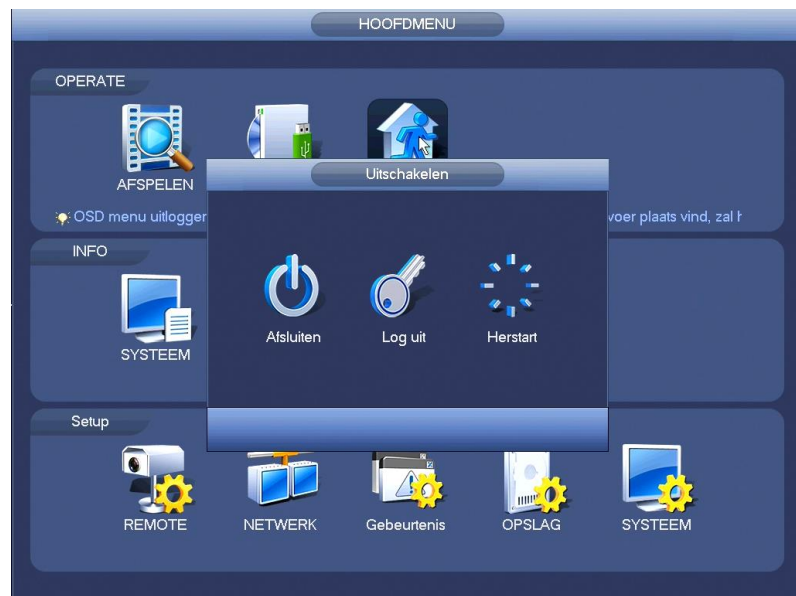 HOOFDMENU
OPERATE
AFSPELEN
OSD menu uitlogger
voer plaats vind, zal h
Uitschakelen
Afsluiten
Log uit
Herstart
INFO
SYSTEEM
Setup
REMOTE
NETWERK
Gebeurtenis
OPSLAG
SYSTEEM